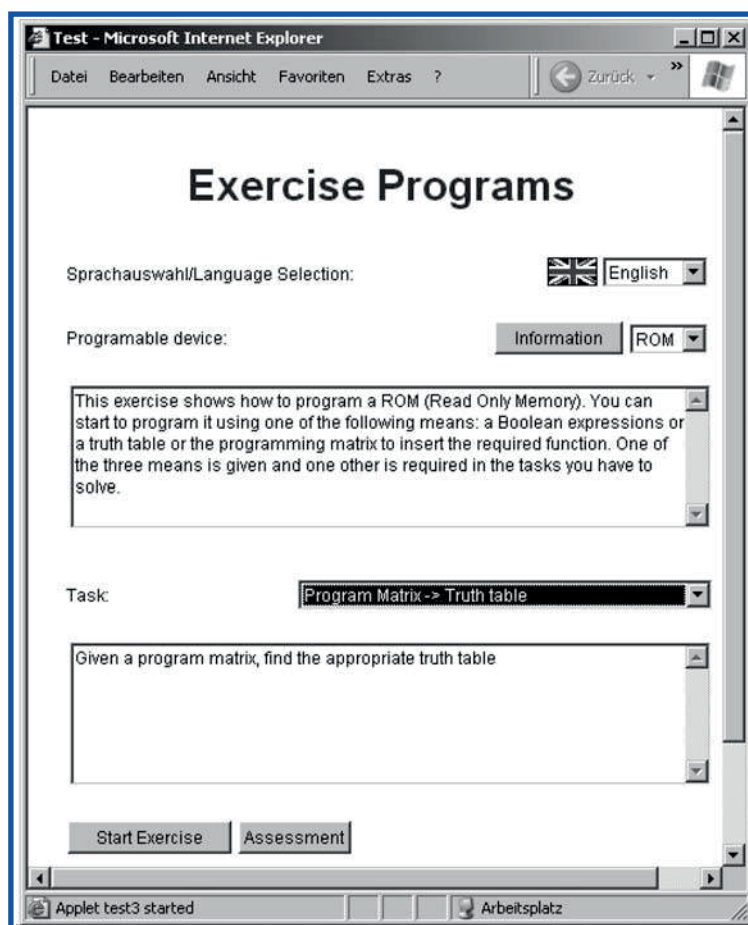 Test - Microsoft Internet Explorer
Datei Bearbeiten Ansicht Favoriten Extras ? Zurück »
Exercise Programs
Sprachauswahl/Language Selection: English
Programable device: Information ROM
This exercise shows how to program a ROM (Read Only Memory). You can
start to program it using one of the following means: a Boolean expressions or
a truth table or the programming matrix to insert the required function. One of
the three means is given and one other is required in the tasks you have to
solve.
Task: Program Matrix -> Truth table
Given a program matrix, find the appropriate truth table
Start Exercise Assessment
Applet test3 started Arbeitsplatz